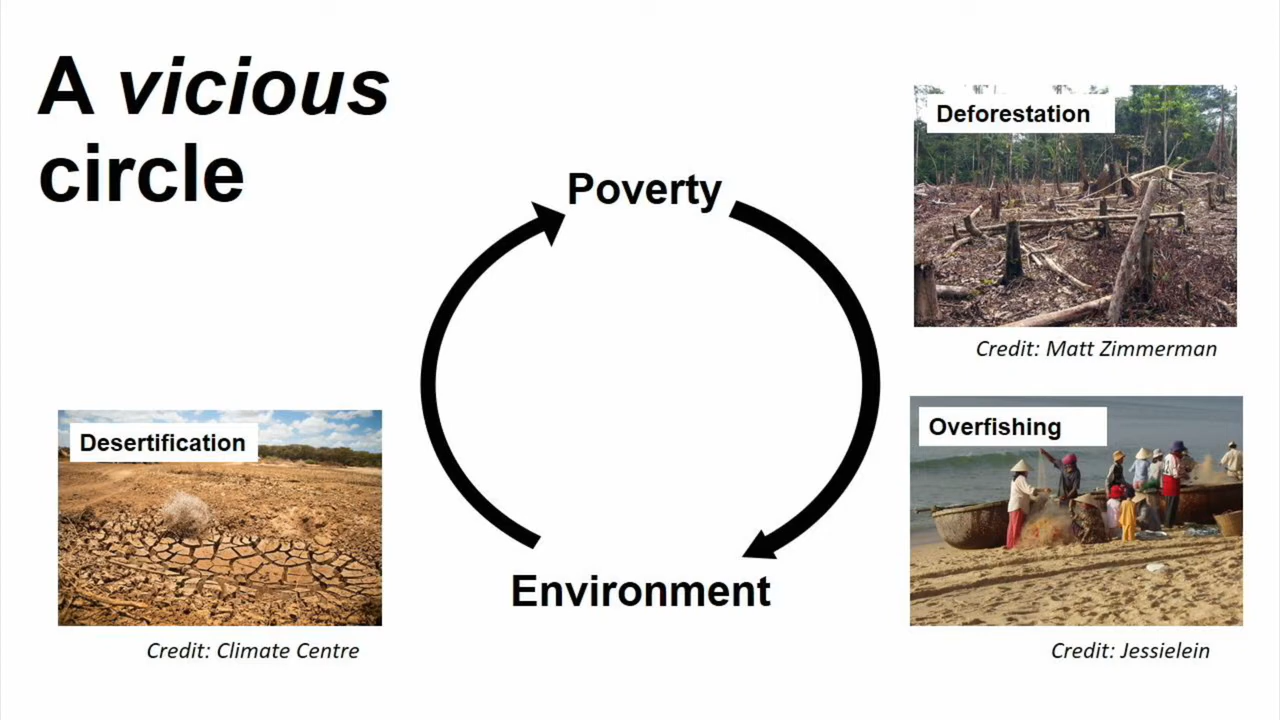 A vicious
circle
Poverty
Deforestation
Credit: Matt Zimmerman
Desertification
Overfishing
Environment
Credit: Climate Centre
Credit: Jessielein